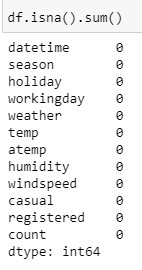 df.isna().sum()
datetime 0
season 0
holiday 0
workingday 0
weather 0
temp 0
atemp 0
humidity 0
windspeed 0
casual 0
registered 0
count 0
dtype: int64